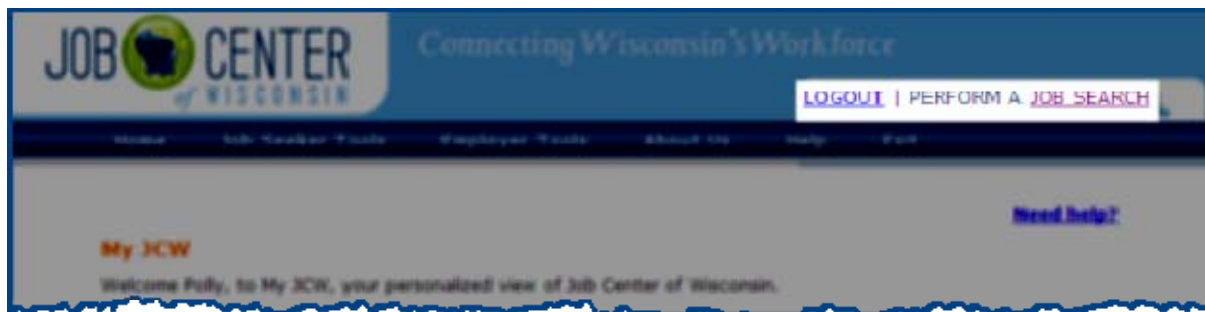 JOB CENTER
of WISCONSIN
Connecting Wisconsin's Workforce
LOGOUT | PERFORM A JOB SEARCH
Home Job Seeker Tools Employer Tools About Us Help Exit
Need help?
My JCW
Welcome Polly, to My JCW, your personalized view of Job Center of Wisconsin.